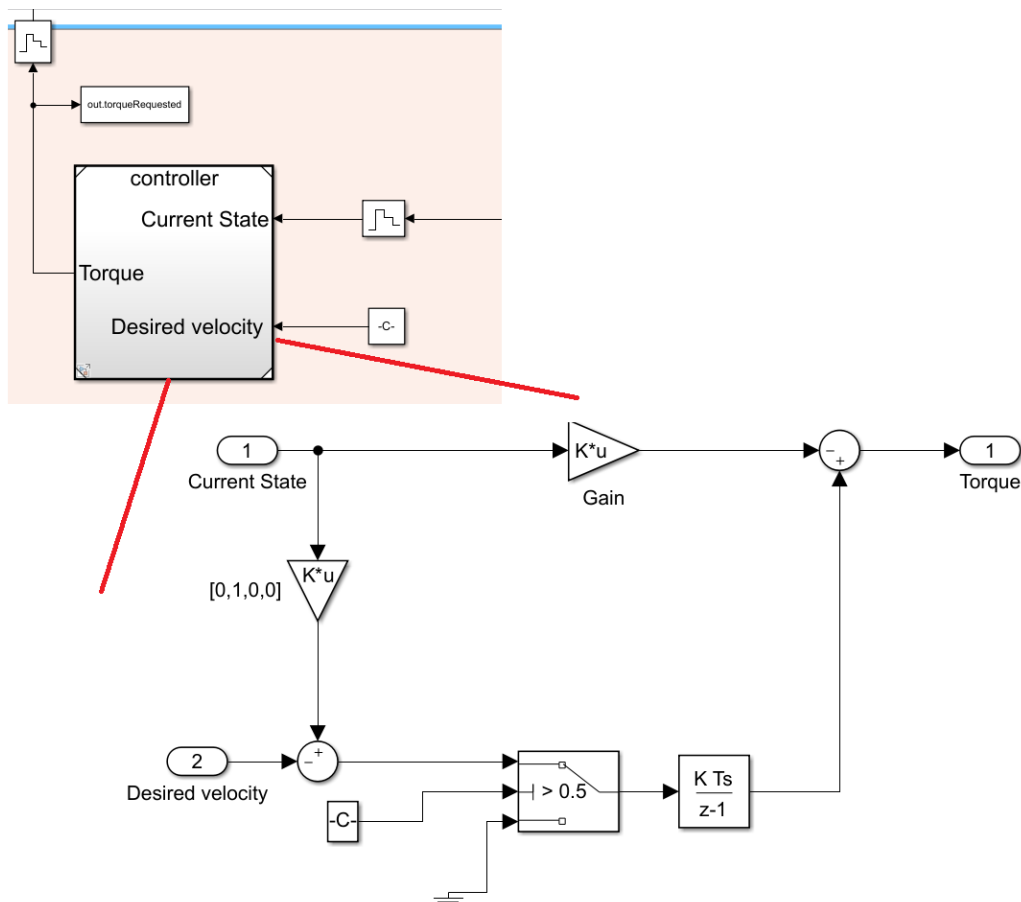 out.torqueRequested
controller
Current State
Torque
Desired velocity
-C-
1
Current State
K*u
Gain
−
+
1
Torque
K*u
[0,1,0,0]
2
Desired velocity
−
+
-C-
> 0.5
K Ts
z-1